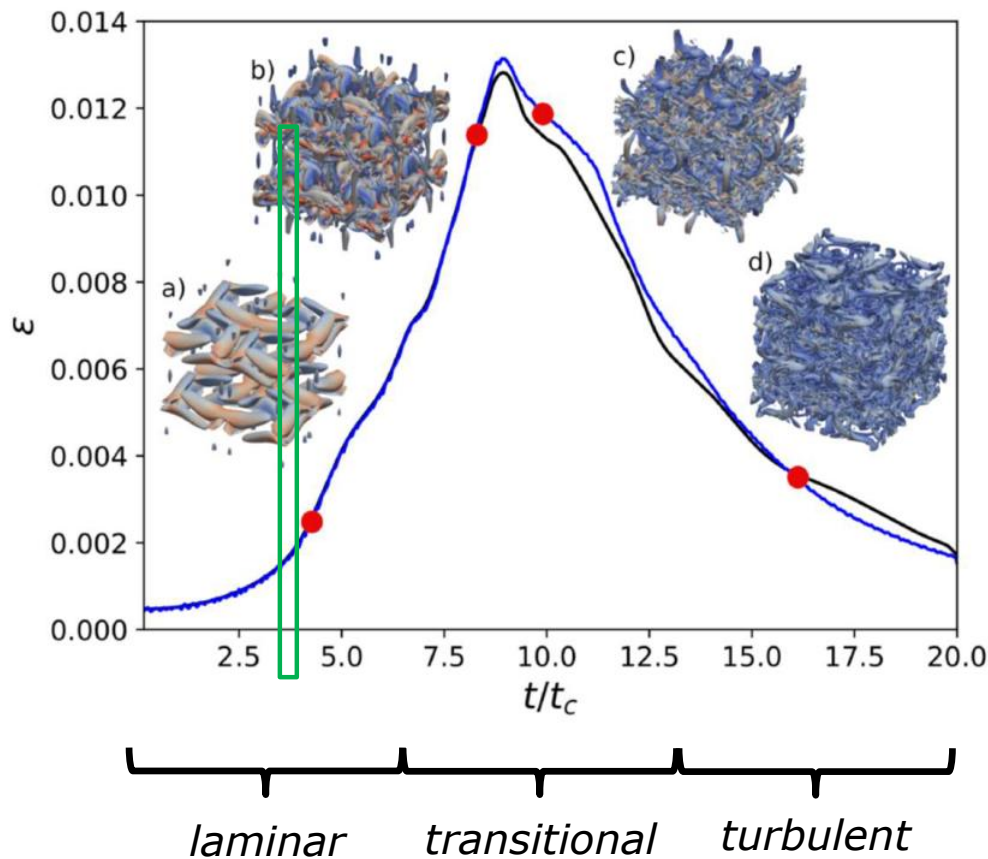 0.014
0.012
0.010
0.008
0.006
0.004
0.002
0.000
ε
b)
c)
a)
d)
2.5 5.0 7.5 10.0 12.5 15.0 17.5 20.0
t/tc
laminar transitional turbulent